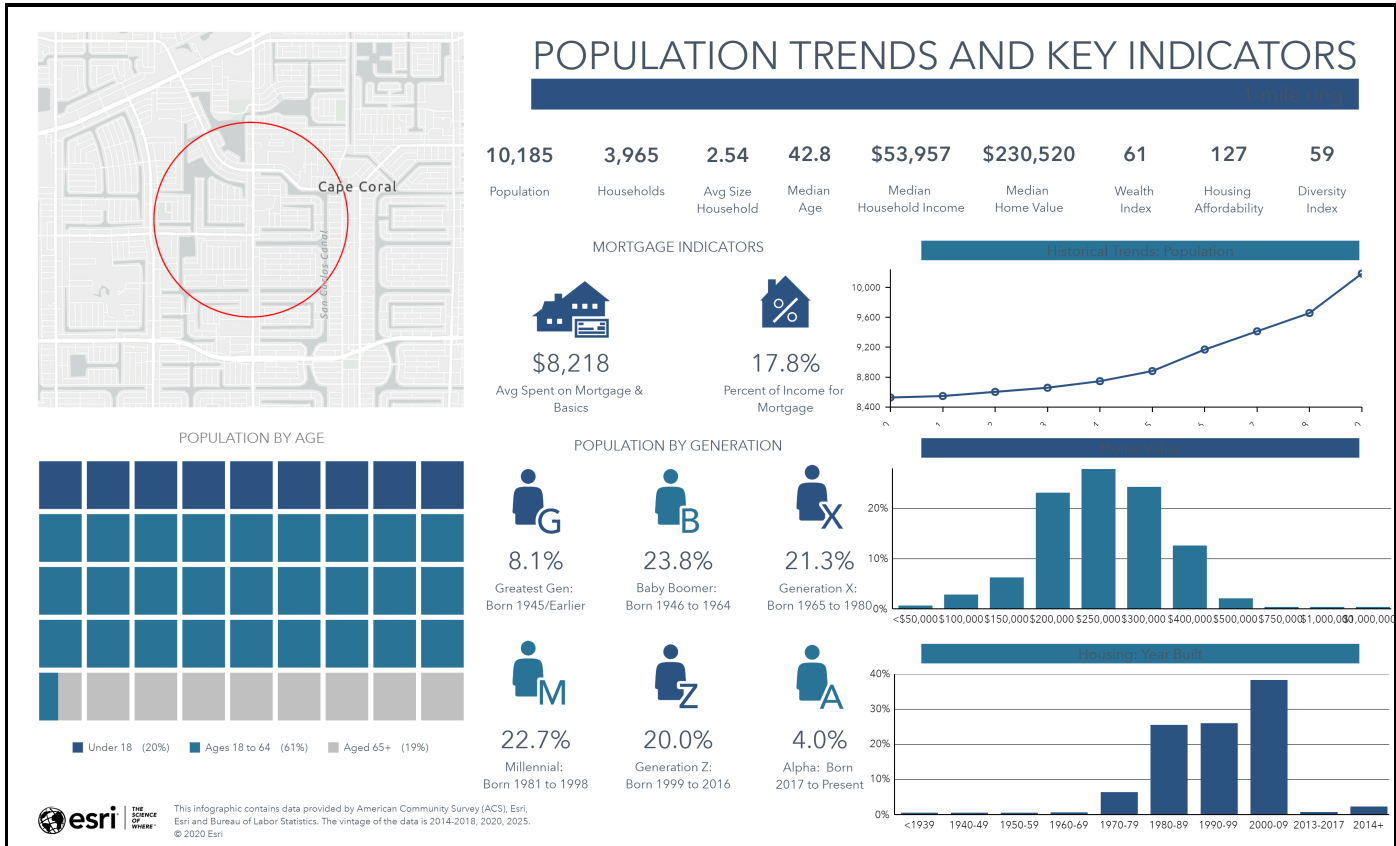 POPULATION TRENDS AND KEY INDICATORS
1-mile ring
Cape Coral
San Carlos Canal
10,185
Population
3,965
Households
2.54
Avg Size
Household
42.8
Median
Age
$53,957
Median
Household Income
$230,520
Median
Home Value
61
Wealth
Index
127
Housing
Affordability
59
Diversity
Index
MORTGAGE INDICATORS
$8,218
Avg Spent on Mortgage &
Basics
17.8%
Percent of Income for
Mortgage
Historical Trends: Population
10,000
9,600
9,200
8,800
8,400
POPULATION BY AGE
Under 18 (20%)
Ages 18 to 64 (61%)
Aged 65+ (19%)
POPULATION BY GENERATION
G
8.1%
Greatest Gen:
Born 1945/Earlier
B
23.8%
Baby Boomer:
Born 1946 to 1964
X
21.3%
Generation X:
Born 1965 to 1980
M
22.7%
Millennial:
Born 1981 to 1998
Z
20.0%
Generation Z:
Born 1999 to 2016
A
4.0%
Alpha: Born
2017 to Present
20%
10%
0%
<$50,000 $100,000 $150,000 $200,000 $250,000 $300,000 $400,000 $500,000 $750,000 $1,000,000
Housing: Year Built
40%
30%
20%
10%
0%
<1939 1940-49 1950-59 1960-69 1970-79 1980-89 1990-99 2000-09 2013-2017 2014+
esri
THE
SCIENCE
OF
WHERE™
This infographic contains data provided by American Community Survey (ACS), Esri,
Esri and Bureau of Labor Statistics. The vintage of the data is 2014-2018, 2020, 2025.
© 2020 Esri